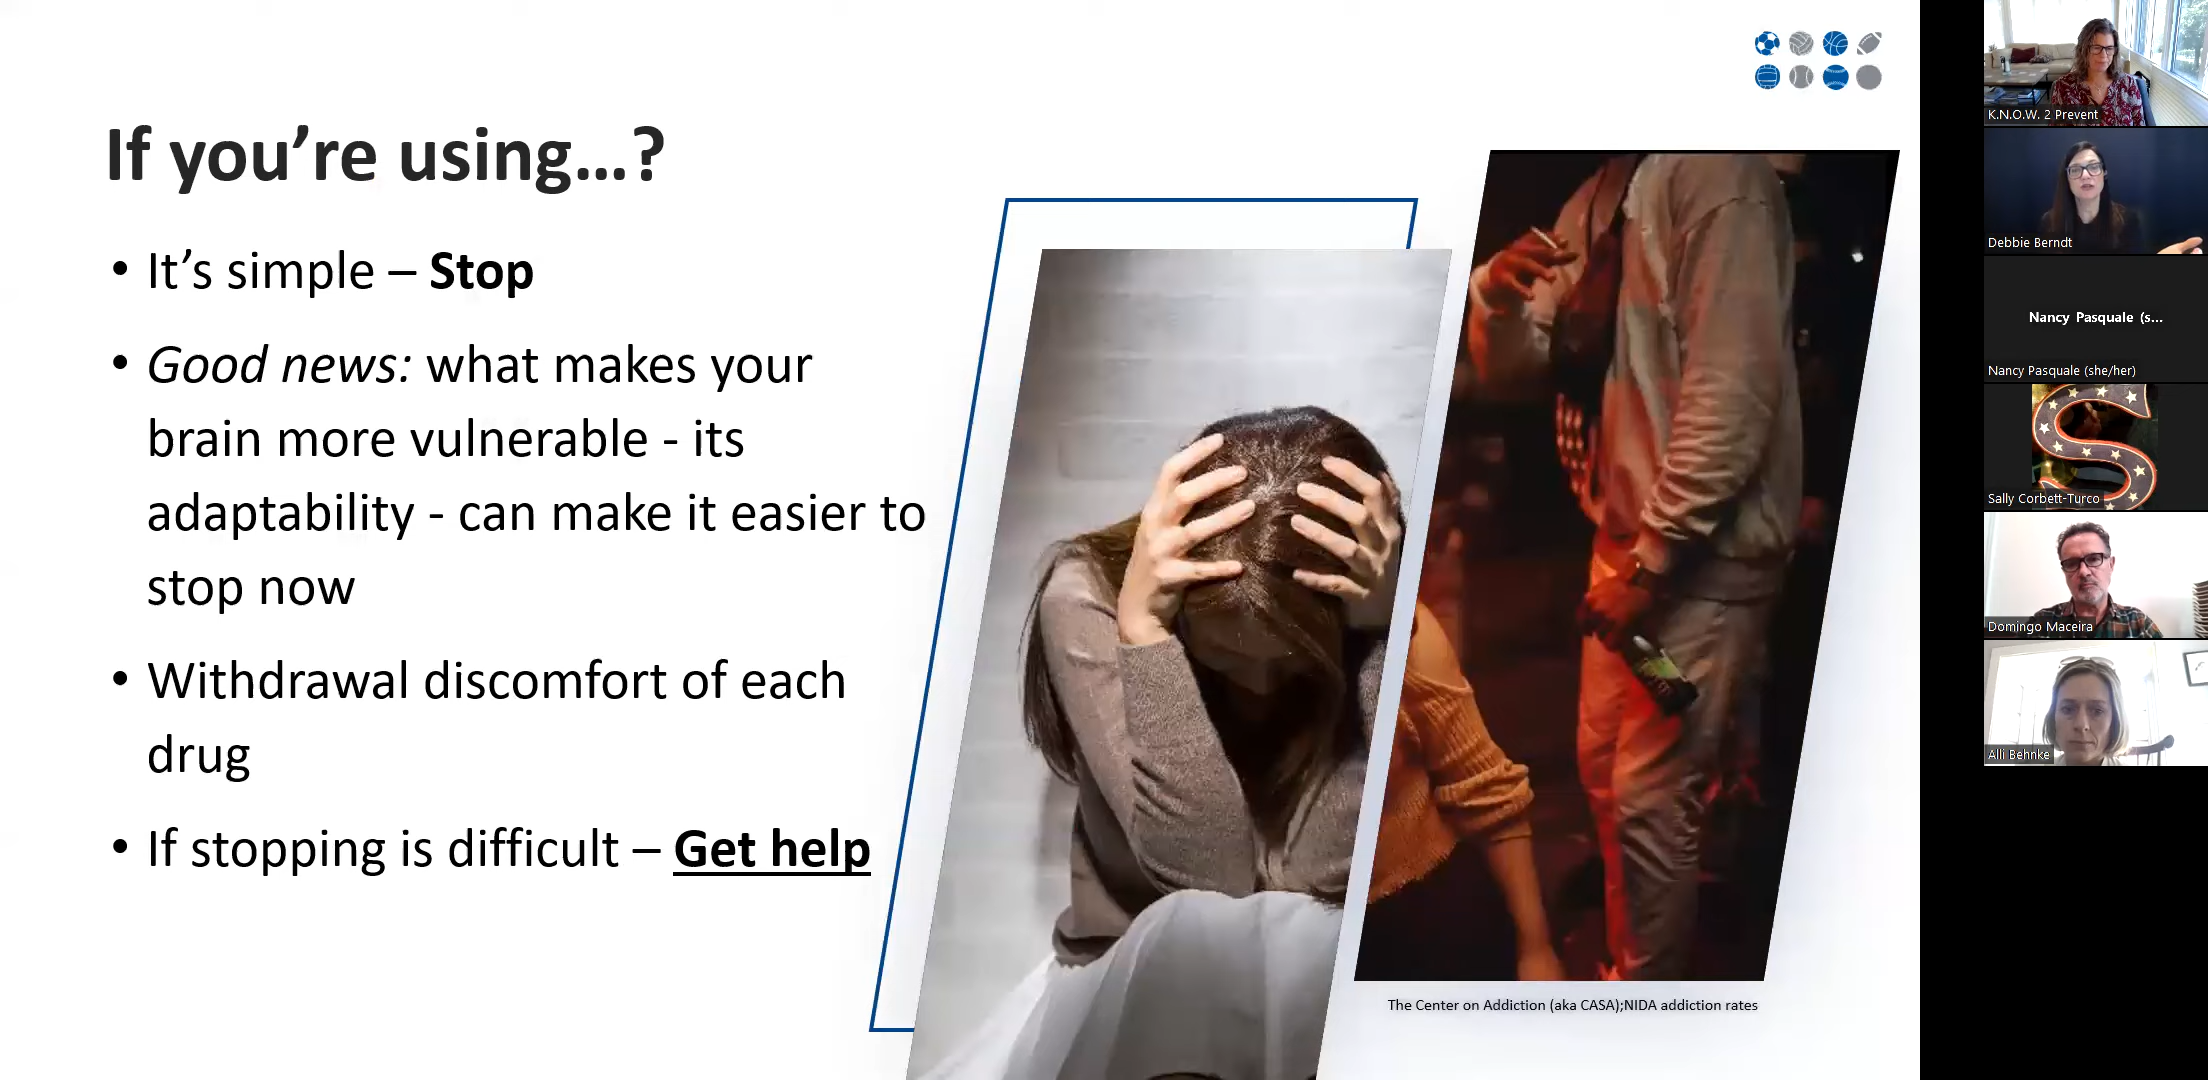 If you're using...?
• It's simple – Stop
• Good news: what makes your
brain more vulnerable - its
adaptability - can make it easier to
stop now
• Withdrawal discomfort of each
drug
• If stopping is difficult – Get help
The Center on Addiction (aka CASA);NIDA addiction rates
K.N.O.W. 2 Prevent
Debbie Berndt
Nancy Pasquale (s...
Nancy Pasquale (she/her)
S
Sally Corbett-Turco
Domingo Maceira
Alli Behnke